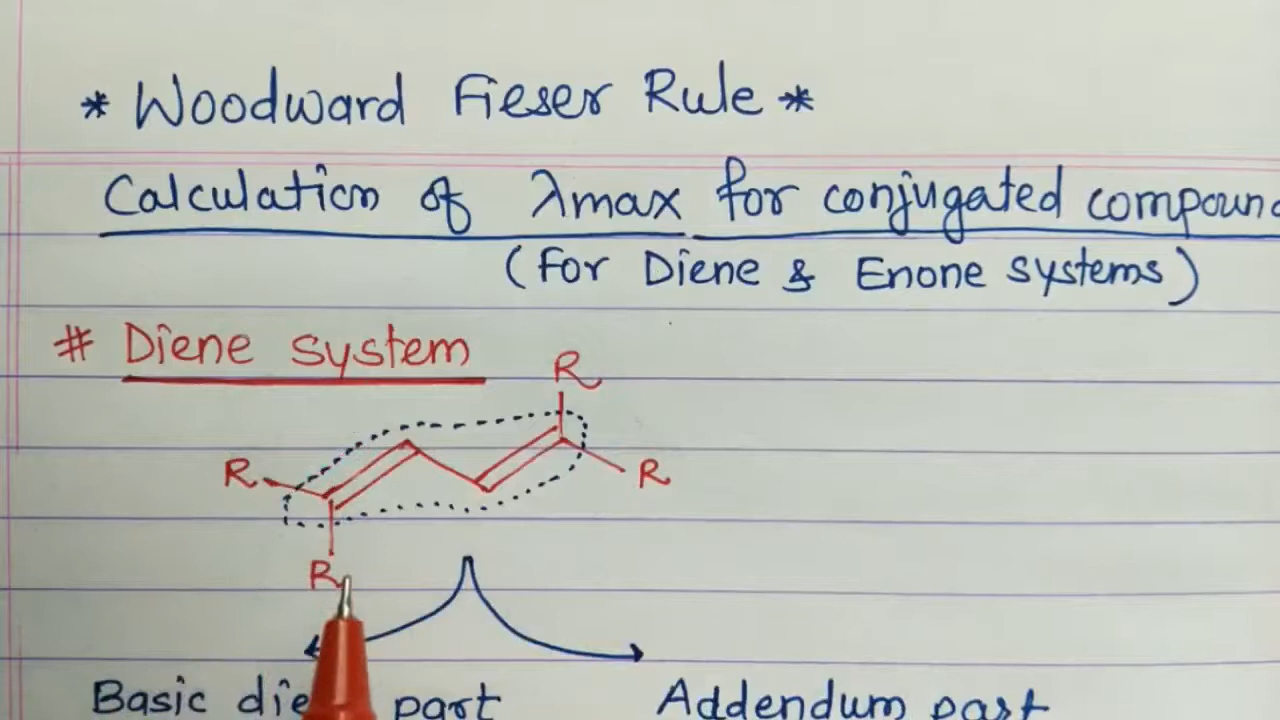 * Woodward Fieser Rule *
Calculation of λmax for conjugated compound
(for Diene & Enone systems)
# Diene system
R
R
R
R
Basic die part
Addendum part